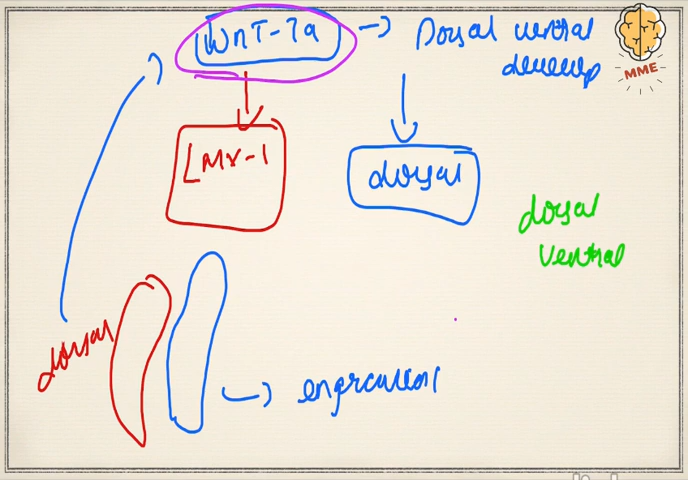 WnT-7a → Dorsal ventral
develop
MME
LMX-1
dorsal
dorsal
ventral
dorsal